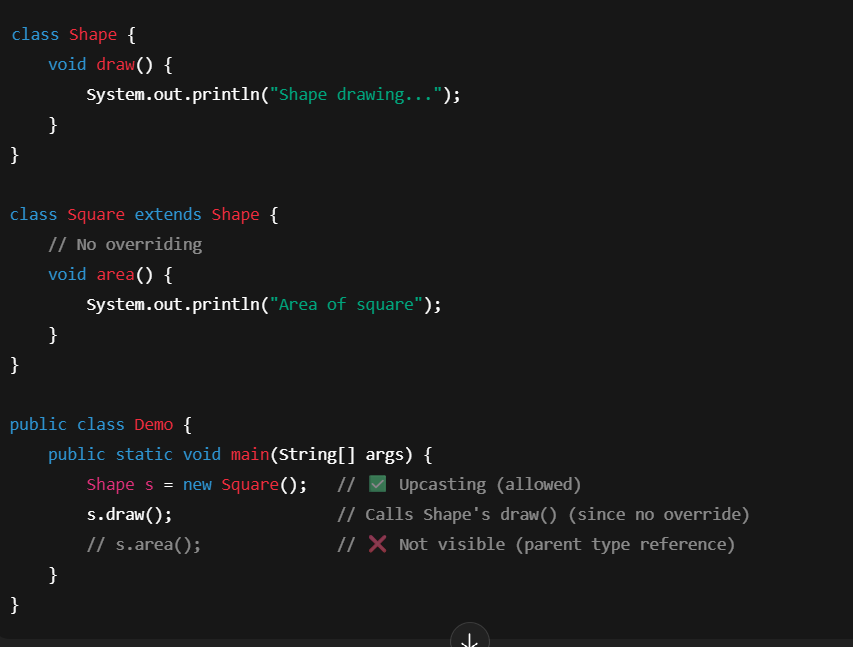 class Shape {
    void draw() {
        System.out.println("Shape drawing...");
    }
}

class Square extends Shape {
    // No overriding
    void area() {
        System.out.println("Area of square");
    }
}

public class Demo {
    public static void main(String[] args) {
        Shape s = new Square();   // ✅ Upcasting (allowed)
        s.draw();                 // Calls Shape's draw() (since no override)
        // s.area();              // ❌ Not visible (parent type reference)
    }
}